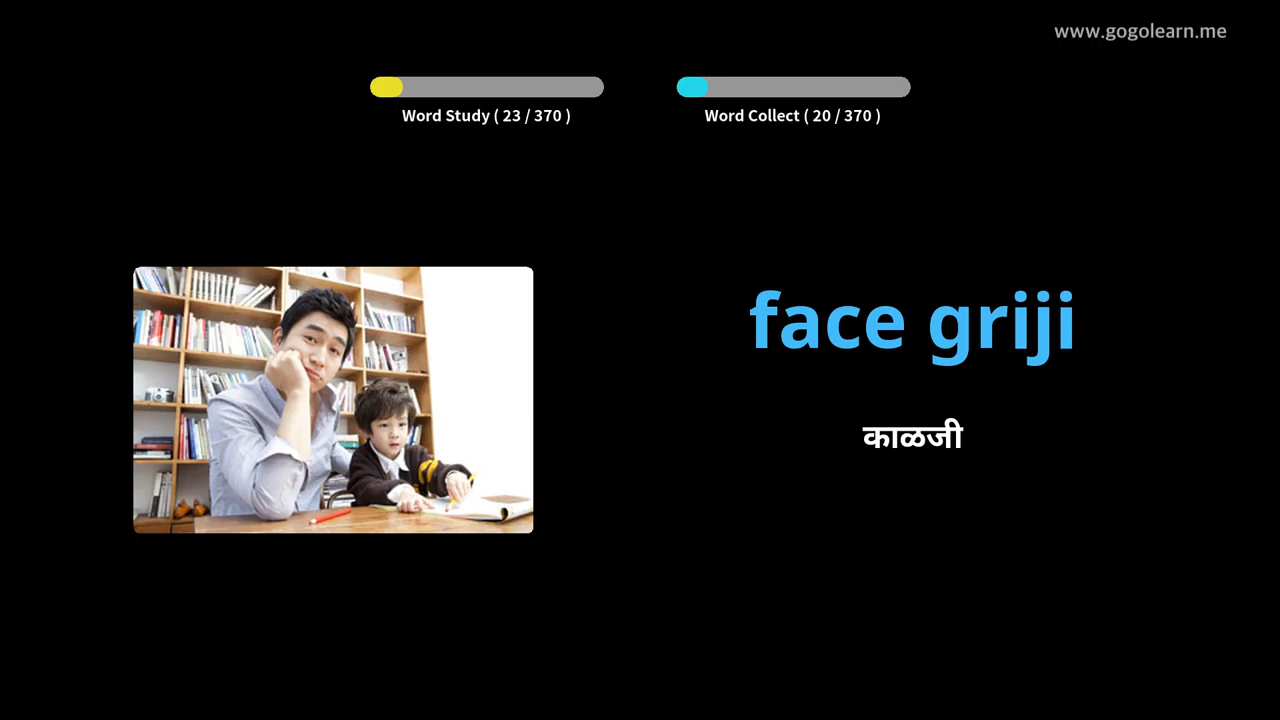 www.gogolearn.me
Word Study ( 23 / 370 )
Word Collect ( 20 / 370 )
face griji
काळजी